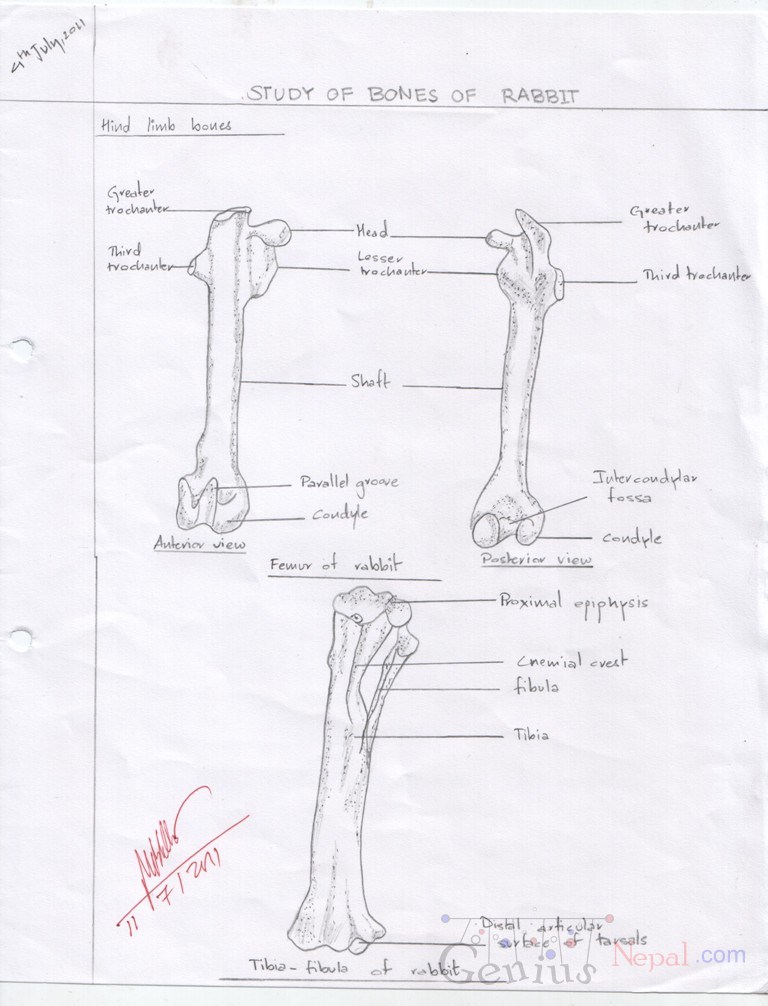 4th July, 2011
STUDY OF BONES OF RABBIT
Hind limb bones
Greater
trochanter
Third
trochanter
Head
Lesser
trochanter
Greater
trochanter
Third trochanter
Shaft
Parallel groove
Condyle
Anterior view
Intercondylar
fossa
Condyle
Posterior view
Femur of rabbit
Proximal epiphysis
Cnemial crest
fibula
Tibia
11/7/2011
Distal articular
surface of tarsals
Tibia - fibula of rabbit
Genius Nepal.com